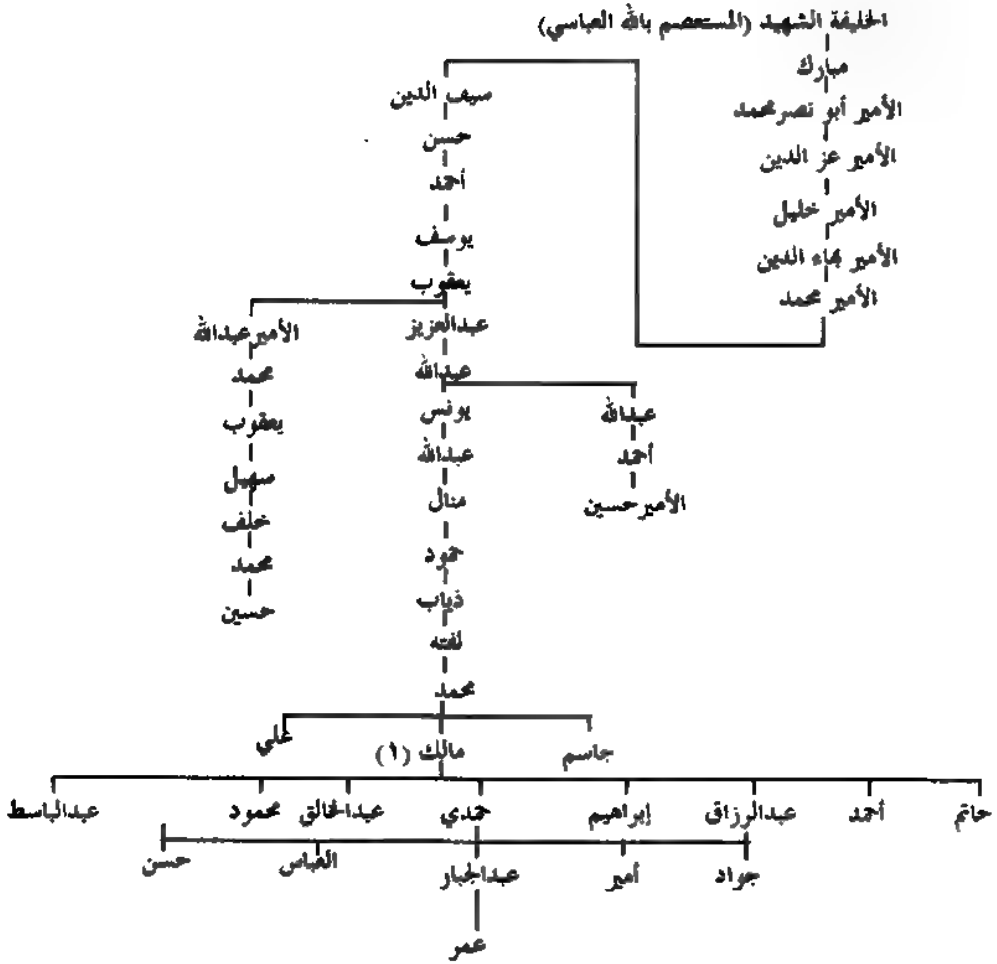 الخليفة الشهيد (المستعصم بالله العباسي)
مبارك
الأمير أبو نصر محمد
الأمير عز الدين
الأمير خليل
الأمير بهاء الدين
الأمير محمد
سيف الدين
حسن
أحمد
يوسف
يعقوب
عبدالعزيز
عبدالله
يونس
عبدالله
منال
حمود
ذياب
لفته
محمد
عبدالله
أحمد
الأمير حسين
الأمير عبدالله
محمد
يعقوب
سهيل
خلف
محمد
حسين
جاسم مالك (١) علي
حاتم أحمد عبدالرزاق إبراهيم حمدي عبدالخالق محمود عبدالباسط
جواد أمير عبدالجبار العباس حسن
عمر